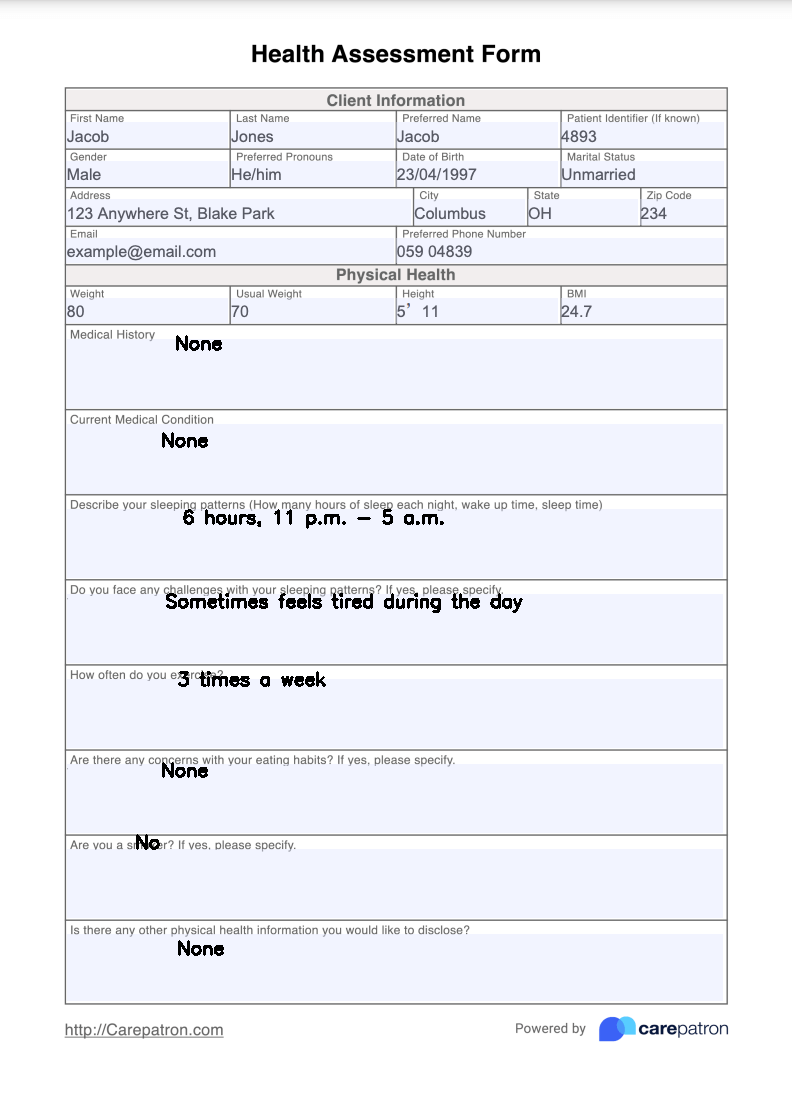 Health Assessment Form
Client Information
First Name Last Name Preferred Name Patient Identifier (If known)
Jacob Jones Jacob 4893
Gender Preferred Pronouns Date of Birth Marital Status
Male He/him 23/04/1997 Unmarried
Address City State Zip Code
123 Anywhere St, Blake Park Columbus OH 234
Email Preferred Phone Number
example@email.com 059 04839
Physical Health
Weight Usual Weight Height BMI
80 70 5’ 11 24.7
Medical History
None
Current Medical Condition
None
Describe your sleeping patterns (How many hours of sleep each night, wake up time, sleep time)
6 hours, 11 p.m. – 5 a.m.
Do you face any challenges with your sleeping patterns? If yes, please specify.
Sometimes feels tired during the day
How often do you exercise?
3 times a week
Are there any concerns with your eating habits? If yes, please specify.
None
Are you a smoker? If yes, please specify.
No
Is there any other physical health information you would like to disclose?
None
http://Carepatron.com Powered by carepatron